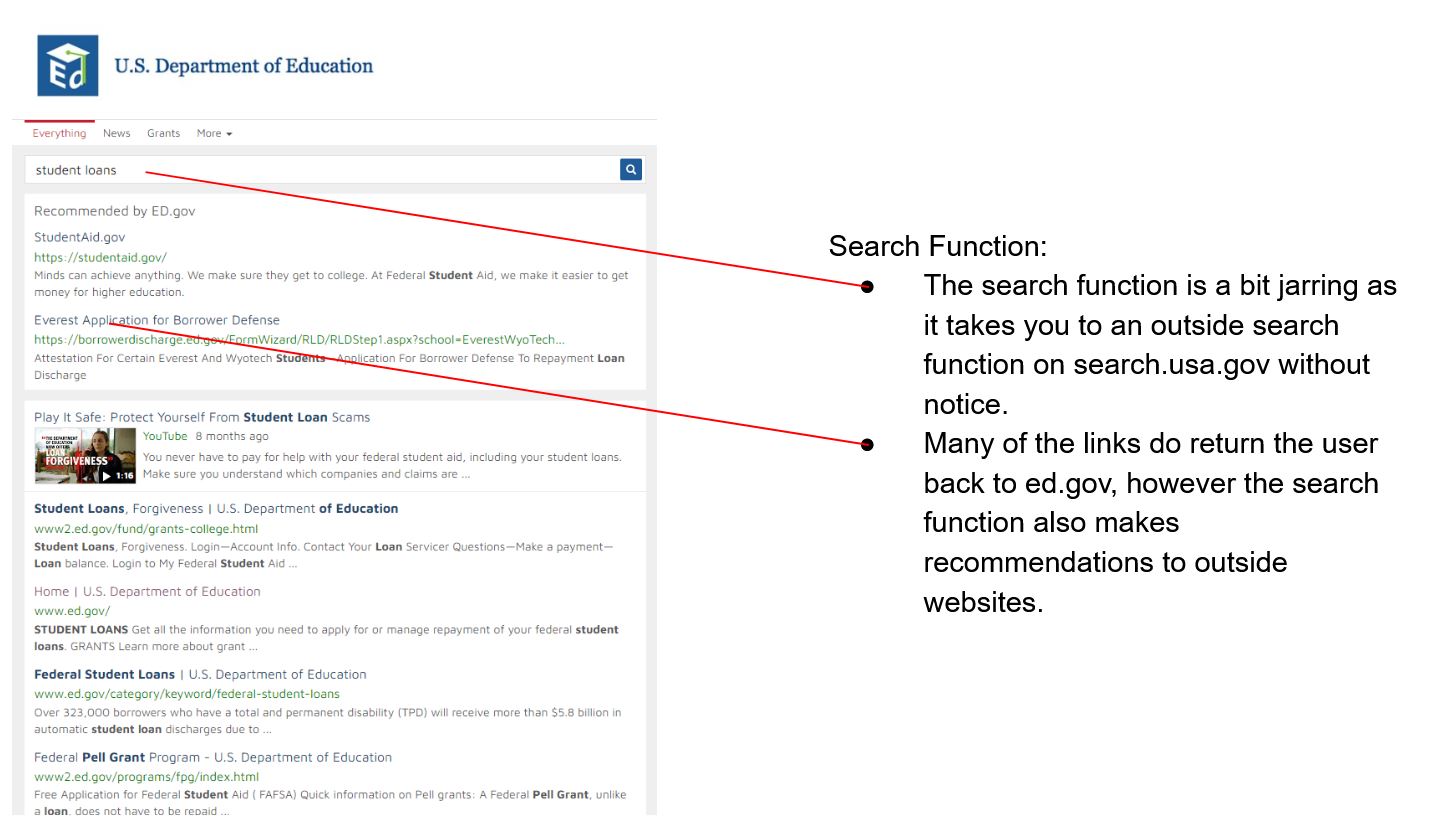 Ed
U.S. Department of Education
Everything News Grants More
student loans
Recommended by ED.gov
StudentAid.gov
https://studentaid.gov/
Minds can achieve anything. We make sure they get to college. At Federal Student Aid, we make it easier to get
money for higher education.
Everest Application for Borrower Defense
https://borrowerdischarge.ed.gov/FormWizard/RLD/RLDStep1.aspx?school=EverestWyoTech...
Attestation For Certain Everest And Wyotech Students - Application For Borrower Defense To Repayment Loan
Discharge
Play It Safe: Protect Yourself From Student Loan Scams
THE DEPARTMENT
OF EDUCATION
NOW OFFERS
LOAN
FORGIVENESS
1:16
YouTube 8 months ago
You never have to pay for help with your federal student aid, including your student loans.
Make sure you understand which companies and claims are ...
Student Loans, Forgiveness | U.S. Department of Education
www2.ed.gov/fund/grants-college.html
Student Loans, Forgiveness. Login—Account Info. Contact Your Loan Servicer Questions—Make a payment—
Loan balance. Login to My Federal Student Aid ...
Home | U.S. Department of Education
www.ed.gov/
STUDENT LOANS Get all the information you need to apply for or manage repayment of your federal student
loans. GRANTS Learn more about grant ...
Federal Student Loans | U.S. Department of Education
www.ed.gov/category/keyword/federal-student-loans
Over 323,000 borrowers who have a total and permanent disability (TPD) will receive more than $5.8 billion in
automatic student loan discharges due to ...
Federal Pell Grant Program - U.S. Department of Education
www2.ed.gov/programs/fpg/index.html
Free Application for Federal Student Aid ( FAFSA) Quick information on Pell grants: A Federal Pell Grant, unlike
a loan, does not have to be repaid ...
Search Function:
● The search function is a bit jarring as
it takes you to an outside search
function on search.usa.gov without
notice.
● Many of the links do return the user
back to ed.gov, however the search
function also makes
recommendations to outside
websites.